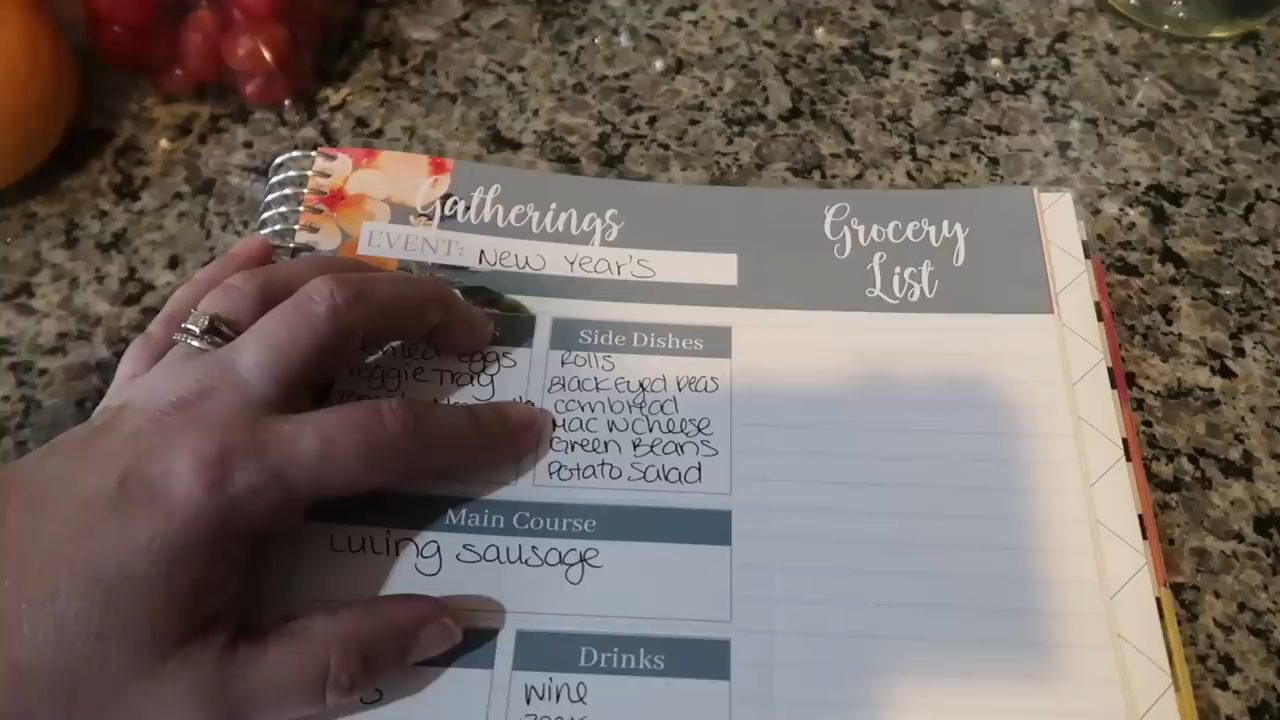 Gatherings
EVENT: New Year's
Grocery
List
Side Dishes
Rolls
Black Eyed Peas
Cornbread
Mac N Cheese
Green Beans
Potato Salad
eggs
Veggie Tray
Main Course
Luling Sausage
Drinks
Wine